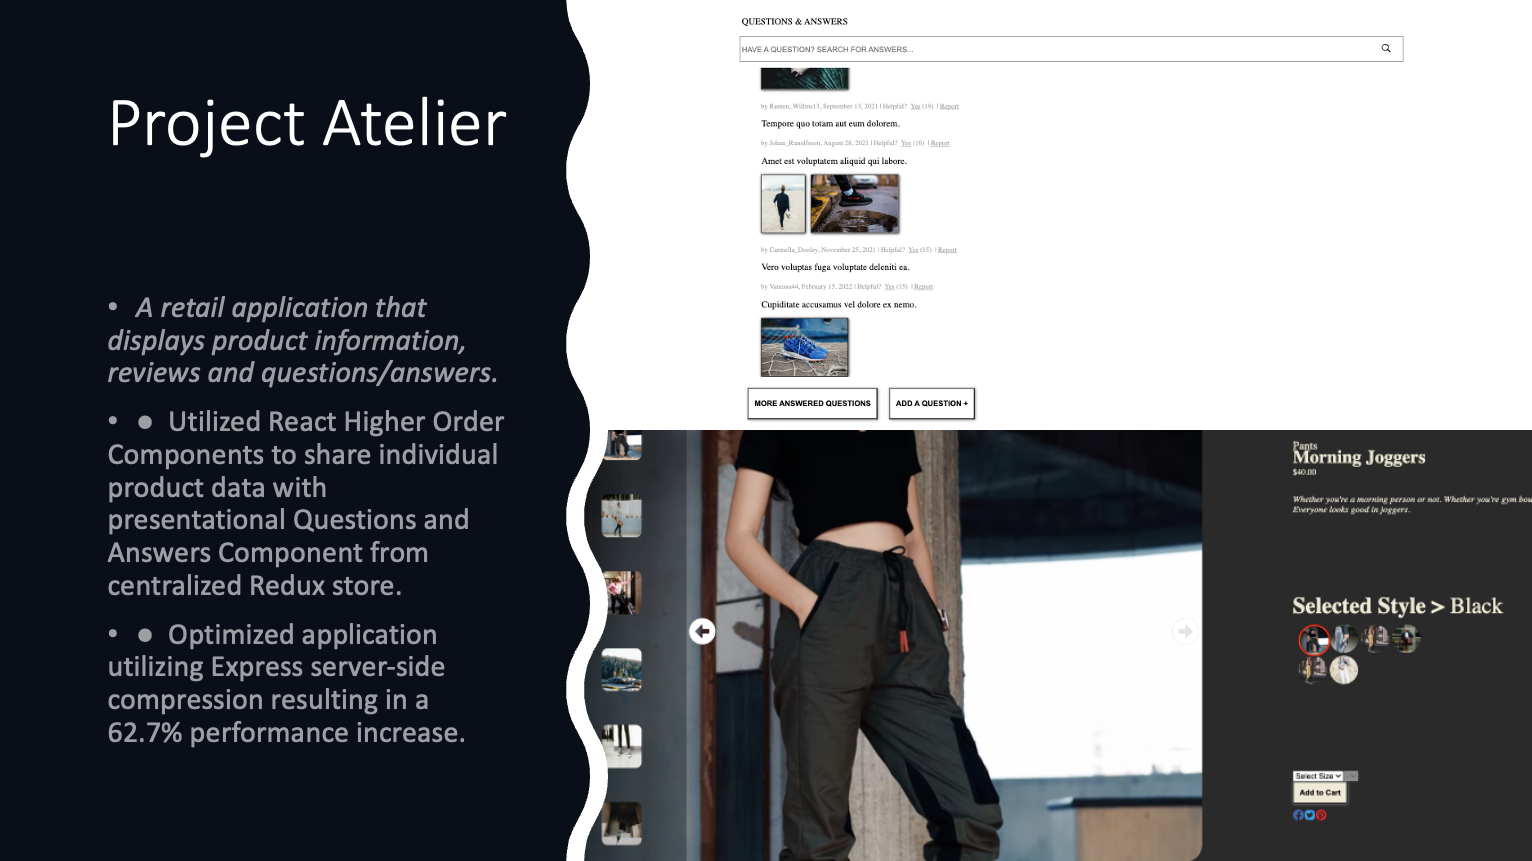 Project Atelier
• A retail application that
displays product information,
reviews and questions/answers.
• ● Utilized React Higher Order
Components to share individual
product data with
presentational Questions and
Answers Component from
centralized Redux store.
• ● Optimized application
utilizing Express server-side
compression resulting in a
62.7% performance increase.
QUESTIONS & ANSWERS
HAVE A QUESTION? SEARCH FOR ANSWERS...
by Ramon_Willms13, September 13, 2021 | Helpful? Yes (19) | Report
Tempore quo totam aut eum dolorem.
by Johan_Runolfsson, August 28, 2021 | Helpful? Yes (16) | Report
Amet est voluptatem aliquid qui labore.
by Carmella_Dooley, November 25, 2021 | Helpful? Yes (15) | Report
Vero voluptas fuga voluptate deleniti ea.
by Vanessa44, February 15, 2022 | Helpful? Yes (15) | Report
Cupiditate accusamus vel dolore ex nemo.
MORE ANSWERED QUESTIONS
ADD A QUESTION +
Pants
Morning Joggers
$40.00
Whether you're a morning person or not. Whether you're gym bou
Everyone looks good in joggers.
Selected Style > Black
Select Size
Add to Cart